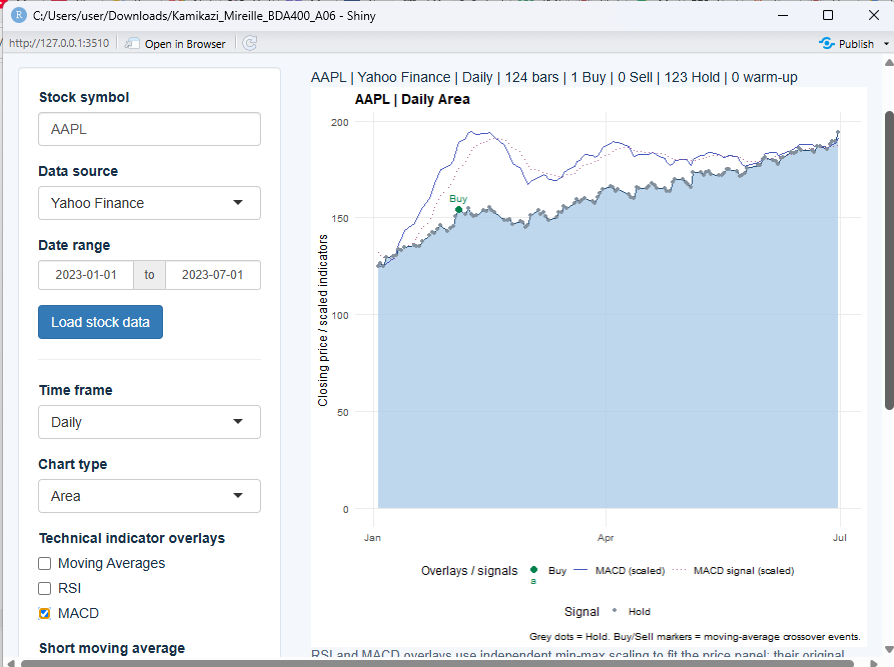 C:/Users/user/Downloads/Kamikazi_Mireille_BDA400_A06 - Shiny
http://127.0.0.1:3510
Open in Browser
Publish
Stock symbol
AAPL
Data source
Yahoo Finance
Date range
2023-01-01 to 2023-07-01
Load stock data
Time frame
Daily
Chart type
Area
Technical indicator overlays
Moving Averages
RSI
MACD
Short moving average
AAPL | Yahoo Finance | Daily | 124 bars | 1 Buy | 0 Sell | 123 Hold | 0 warm-up
AAPL | Daily Area
Closing price / scaled indicators
200
150
100
50
0
Buy
Jan Apr Jul
Overlays / signals a Buy MACD (scaled) MACD signal (scaled)
Signal Hold
Grey dots = Hold. Buy/Sell markers = moving-average crossover events.
RSI and MACD overlays use independent min-max scaling to fit the price panel; their original